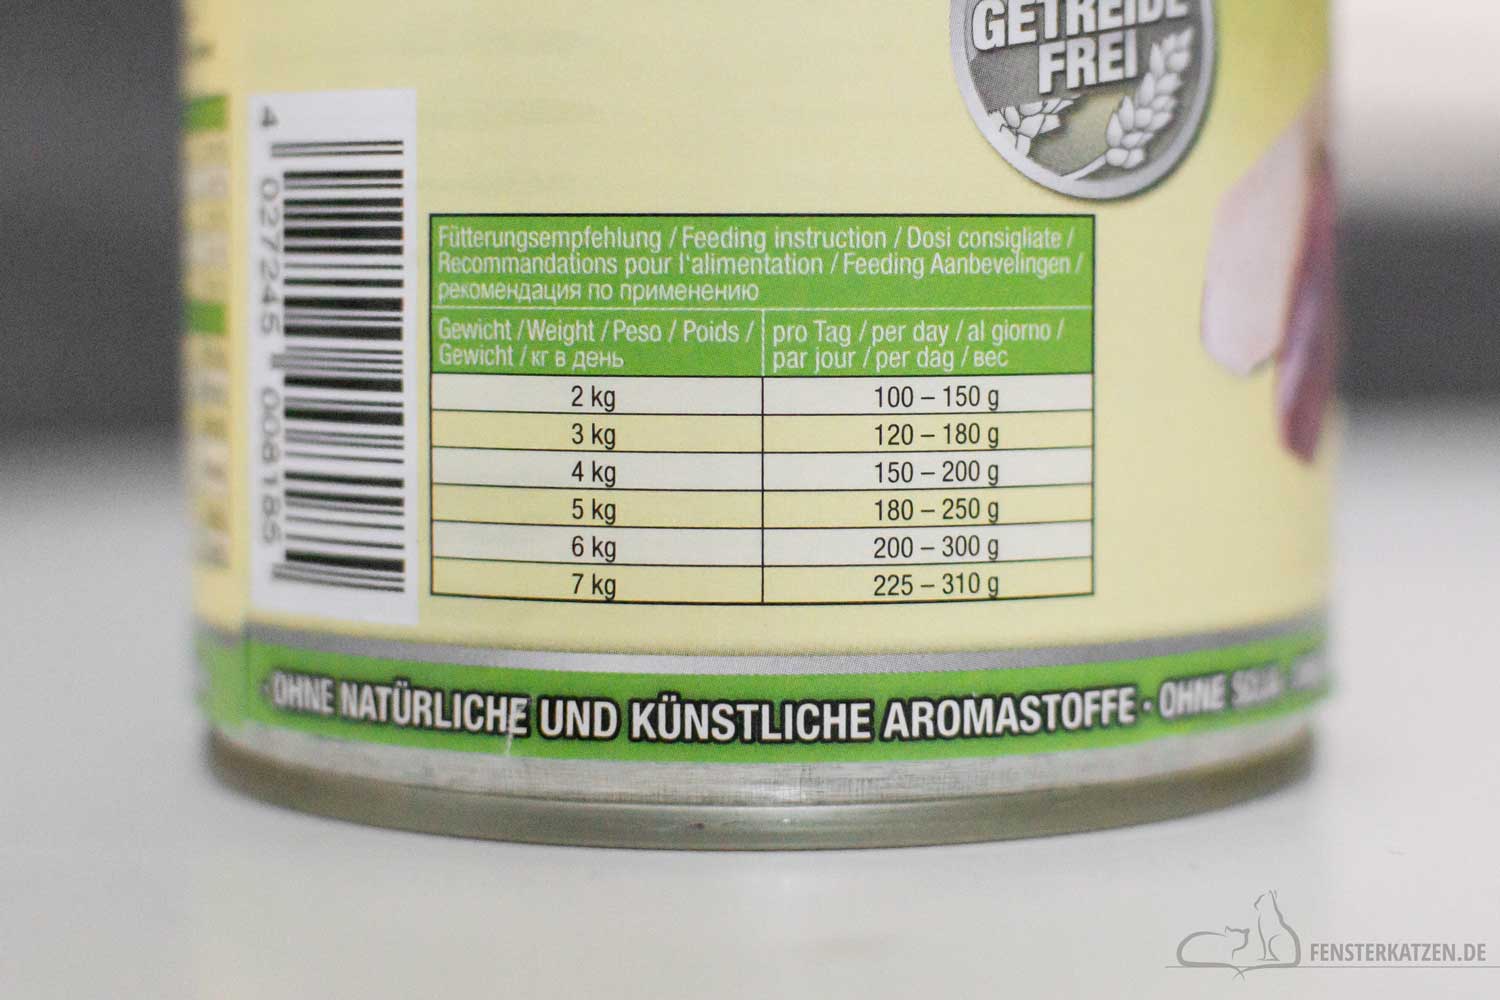 GETREIDE
FREI
4 027245 008185
Fütterungsempfehlung / Feeding instruction / Dosi consigliate /
Recommandations pour l'alimentation / Feeding Aanbevelingen /
рекомендация по применению
Gewicht / Weight / Peso / Poids /
Gewicht / кг в день
pro Tag / per day / al giorno /
par jour / per dag / вес
2 kg 100 – 150 g
3 kg 120 – 180 g
4 kg 150 – 200 g
5 kg 180 – 250 g
6 kg 200 – 300 g
7 kg 225 – 310 g
· OHNE NATÜRLICHE UND KÜNSTLICHE AROMASTOFFE · OHNE SOJA ·
FENSTERKATZEN.DE